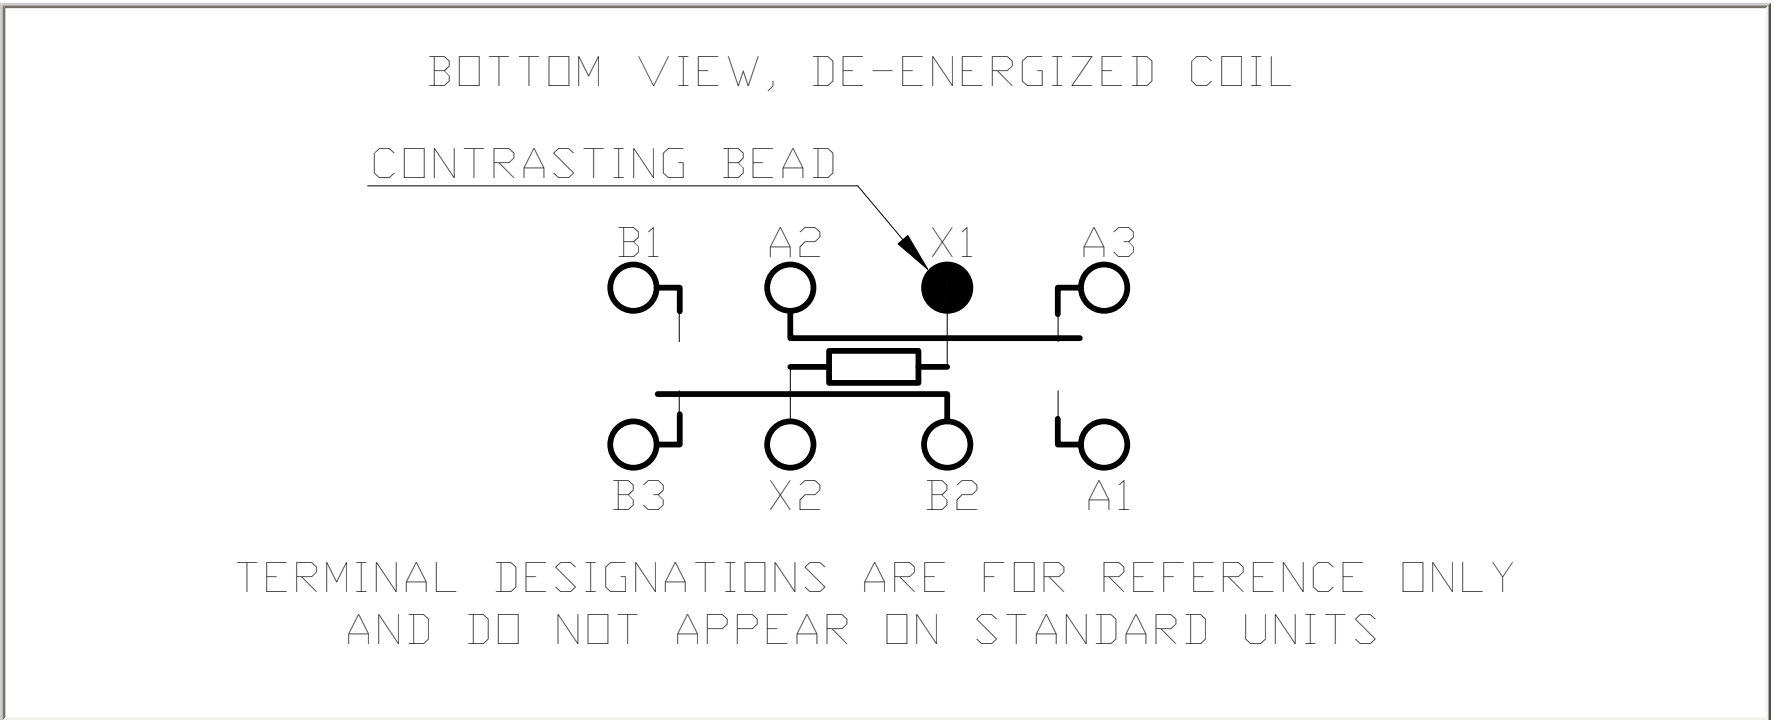 BOTTOM VIEW, DE-ENERGIZED COIL
CONTRASTING BEAD
B1 A2 X1 A3
B3 X2 B2 A1
TERMINAL DESIGNATIONS ARE FOR REFERENCE ONLY
AND DO NOT APPEAR ON STANDARD UNITS